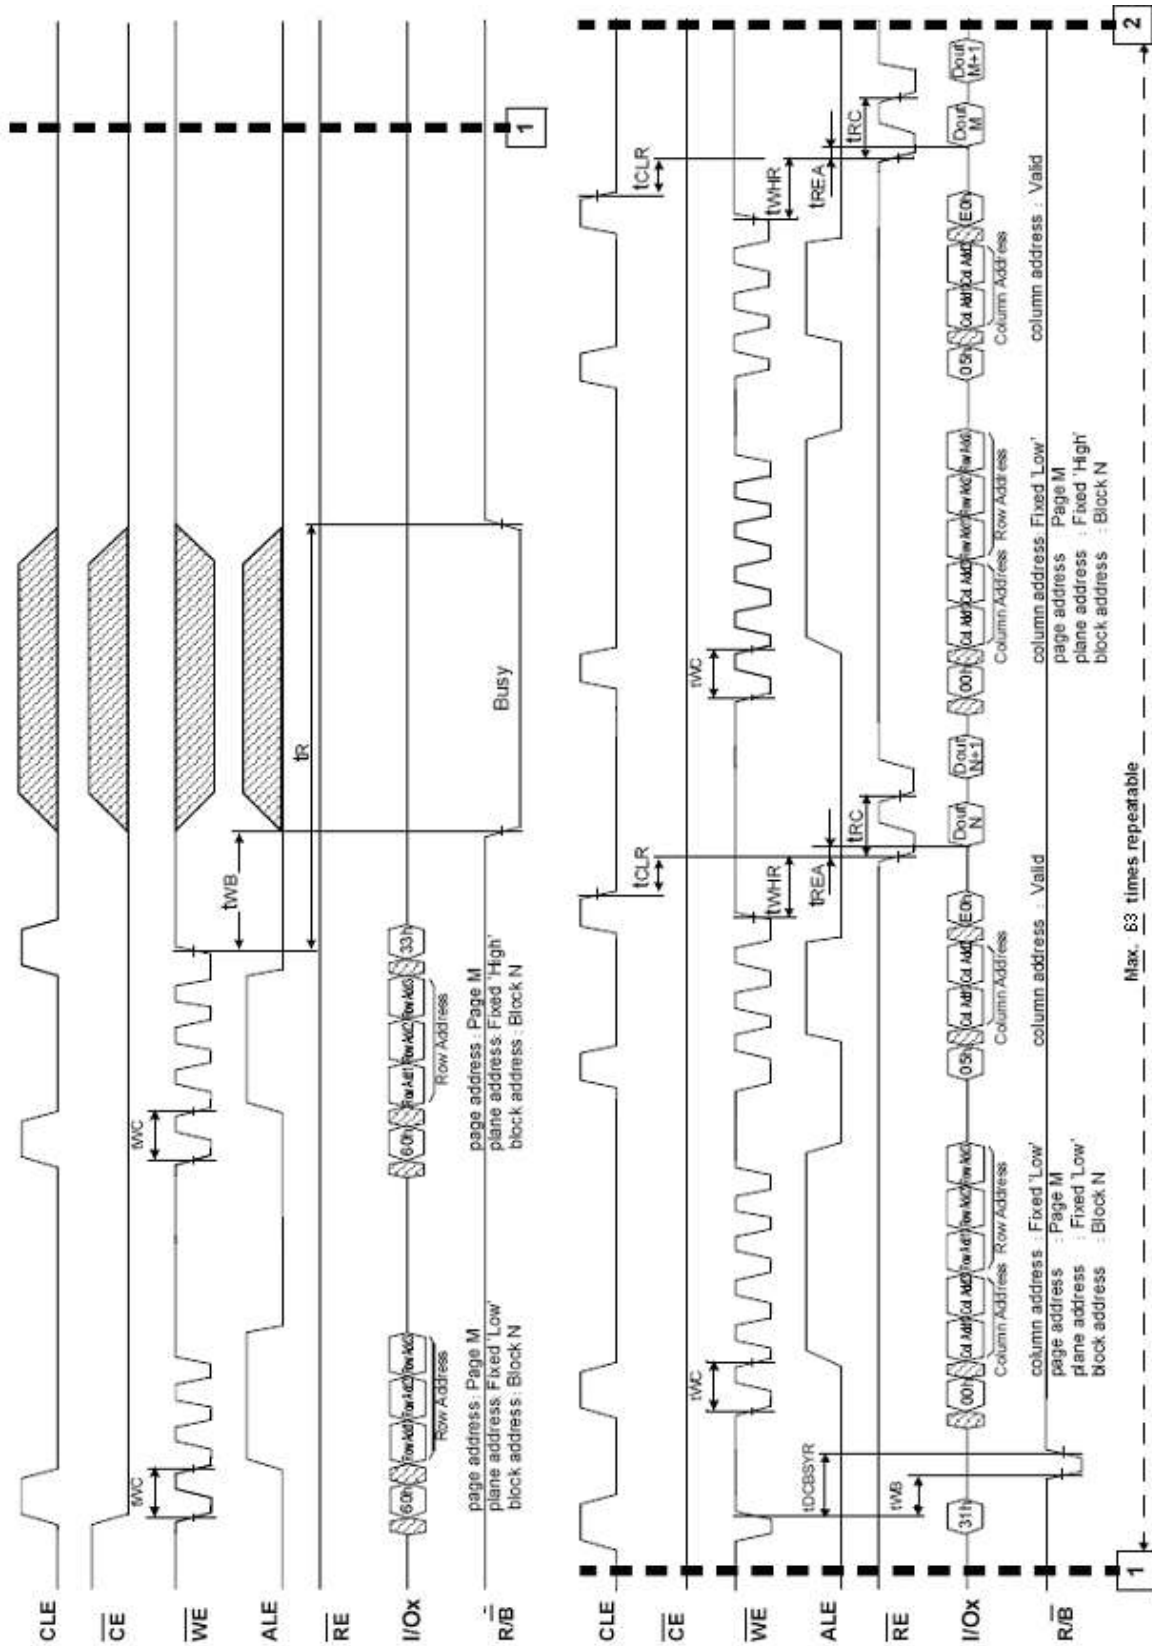 CLE
CE
WE
ALE
RE
I/Ox
R/B
tWC
tWC
tWB
tR
Busy
60h
Row Add1
Row Add2
Row Add3
Row Address
60h
Row Add1
Row Add2
Row Add3
33h
Row Address
page address : Page M
plane address: Fixed 'Low'
block address : Block N
page address : Page M
plane address: Fixed 'High'
block address : Block N
1
CLE
CE
WE
ALE
RE
I/Ox
R/B
tDCBSYR
tWB
tWC
tCLR
tWHR
tREA
tRC
tWC
tCLR
tWHR
tREA
tRC
31h
00h
Col. Add1
Col. Add2
Row Add1
Row Add2
Row Add3
05h
Col. Add1
Col. Add2
E0h
Dout
N
Dout
N+1
00h
Col. Add1
Col. Add2
Row Add1
Row Add2
Row Add3
05h
Col. Add1
Col. Add2
E0h
Dout
M
Dout
M+1
Column Address Row Address
Column Address
Column Address Row Address
Column Address
column address : Fixed 'Low'
page address : Page M
plane address : Fixed 'Low'
block address : Block N
column address : Valid
column address : Fixed 'Low'
page address : Page M
plane address : Fixed 'High'
block address : Block N
column address : Valid
1
Max. 63 times repeatable
2